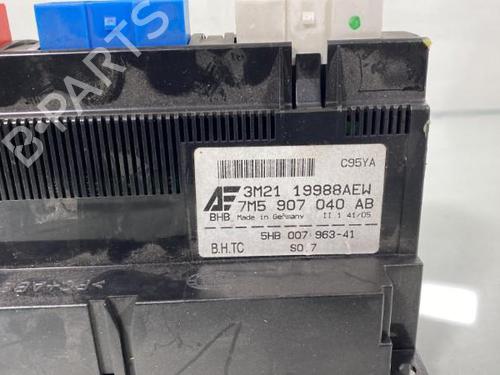 B-PARTS
C95YA
AF 3M21 19988AEW
7M5 907 040 AB
BHB Made in Germany II 1 41/05
5HB 007 963-41
B.H.TC SO 7